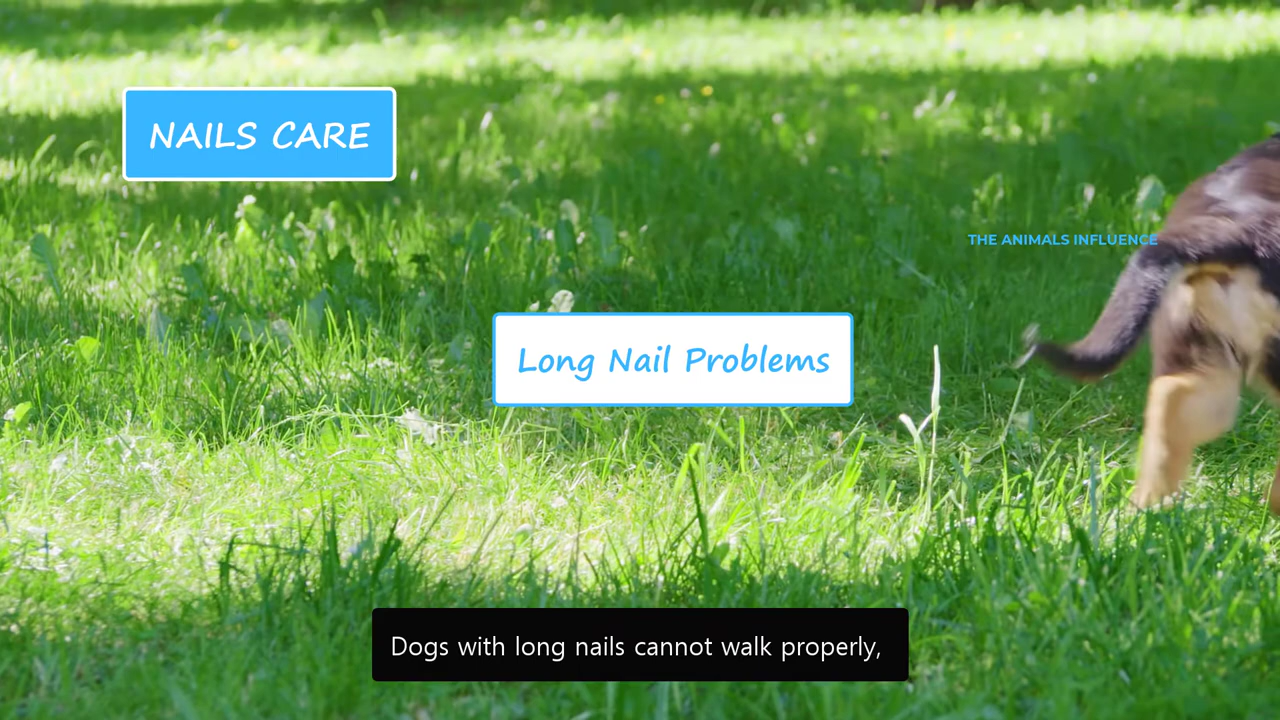 NAILS CARE
THE ANIMALS INFLUENCE
Long Nail Problems
Dogs with long nails cannot walk properly,